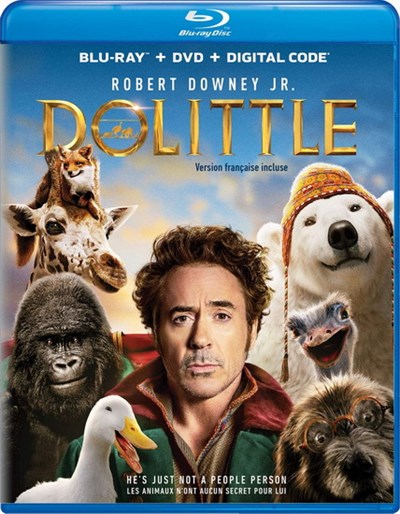 Blu-ray Disc
BLU-RAY™ + DVD + DIGITAL CODE*
ROBERT DOWNEY JR.
DOLITTLE
Version française incluse
HE'S JUST NOT A PEOPLE PERSON
LES ANIMAUX N'ONT AUCUN SECRET POUR LUI